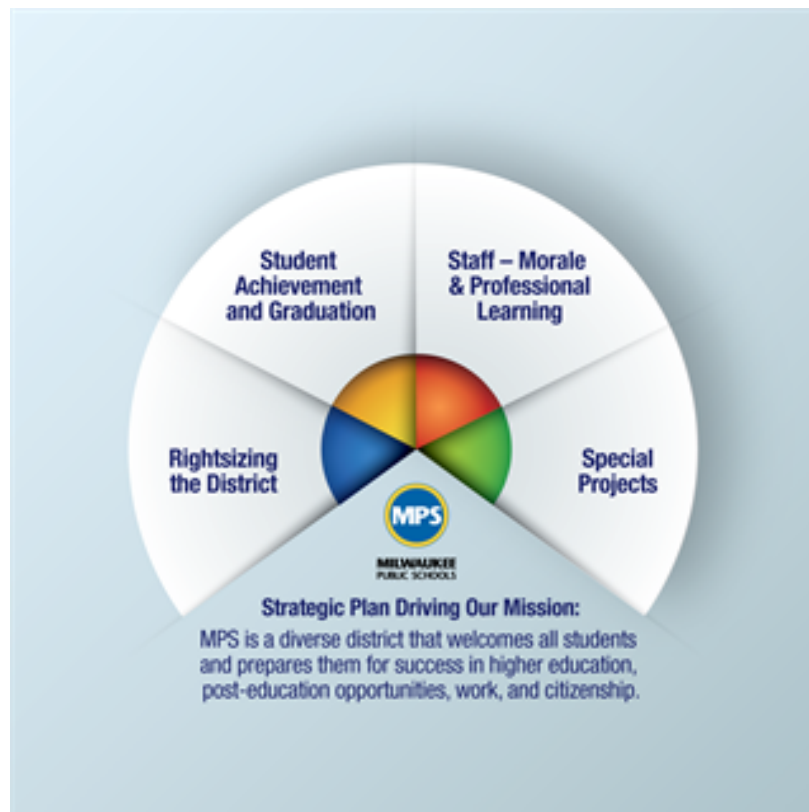 Student
Achievement
and Graduation
Staff – Morale
& Professional
Learning
Rightsizing
the District
Special
Projects
MPS
MILWAUKEE
PUBLIC SCHOOLS
Strategic Plan Driving Our Mission:
MPS is a diverse district that welcomes all students
and prepares them for success in higher education,
post-education opportunities, work, and citizenship.